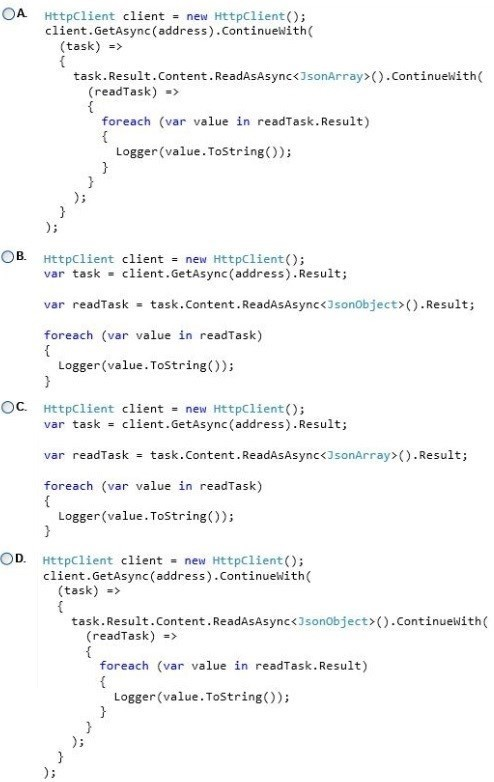 A. HttpClient client = new HttpClient();
client.GetAsync(address).ContinueWith(
(task) =>
{
task.Result.Content.ReadAsAsync<JsonArray>().ContinueWith(
(readTask) =>
{
foreach (var value in readTask.Result)
{
Logger(value.ToString());
}
}
);
}
);
B. HttpClient client = new HttpClient();
var task = client.GetAsync(address).Result;
var readTask = task.Content.ReadAsAsync<JsonObject>().Result;
foreach (var value in readTask)
{
Logger(value.ToString());
}
C. HttpClient client = new HttpClient();
var task = client.GetAsync(address).Result;
var readTask = task.Content.ReadAsAsync<JsonArray>().Result;
foreach (var value in readTask)
{
Logger(value.ToString());
}
D. HttpClient client = new HttpClient();
client.GetAsync(address).ContinueWith(
(task) =>
{
task.Result.Content.ReadAsAsync<JsonObject>().ContinueWith(
(readTask) =>
{
foreach (var value in readTask.Result)
{
Logger(value.ToString());
}
}
);
}
);